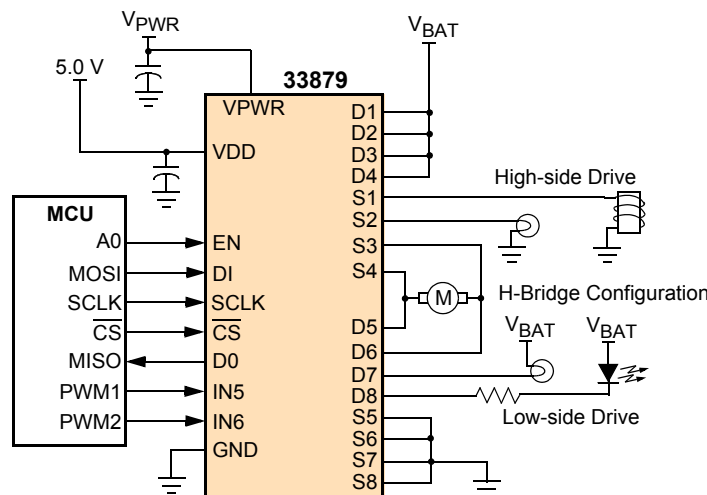 VPWR
VBAT
5.0 V
33879
VPWR
D1
D2
VDD
D3
D4
High-side Drive
S1
MCU
S2
A0
EN
S3
MOSI
DI
S4
SCLK
SCLK
M
H-Bridge Configuration
CS
CS
D5
VBAT
VBAT
MISO
D0
D6
D7
PWM1
IN5
D8
PWM2
IN6
S5
Low-side Drive
S6
GND
S7
S8